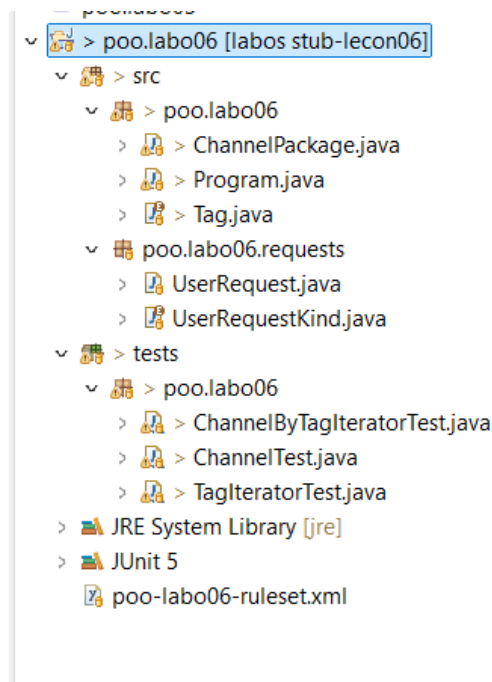 > poo.labo06 [labos stub-lecon06]
> src
> poo.labo06
> ChannelPackage.java
> Program.java
> Tag.java
poo.labo06.requests
UserRequest.java
UserRequestKind.java
> tests
> poo.labo06
> ChannelByTagIteratorTest.java
> ChannelTest.java
> TagIteratorTest.java
JRE System Library [jre]
JUnit 5
poo-labo06-ruleset.xml